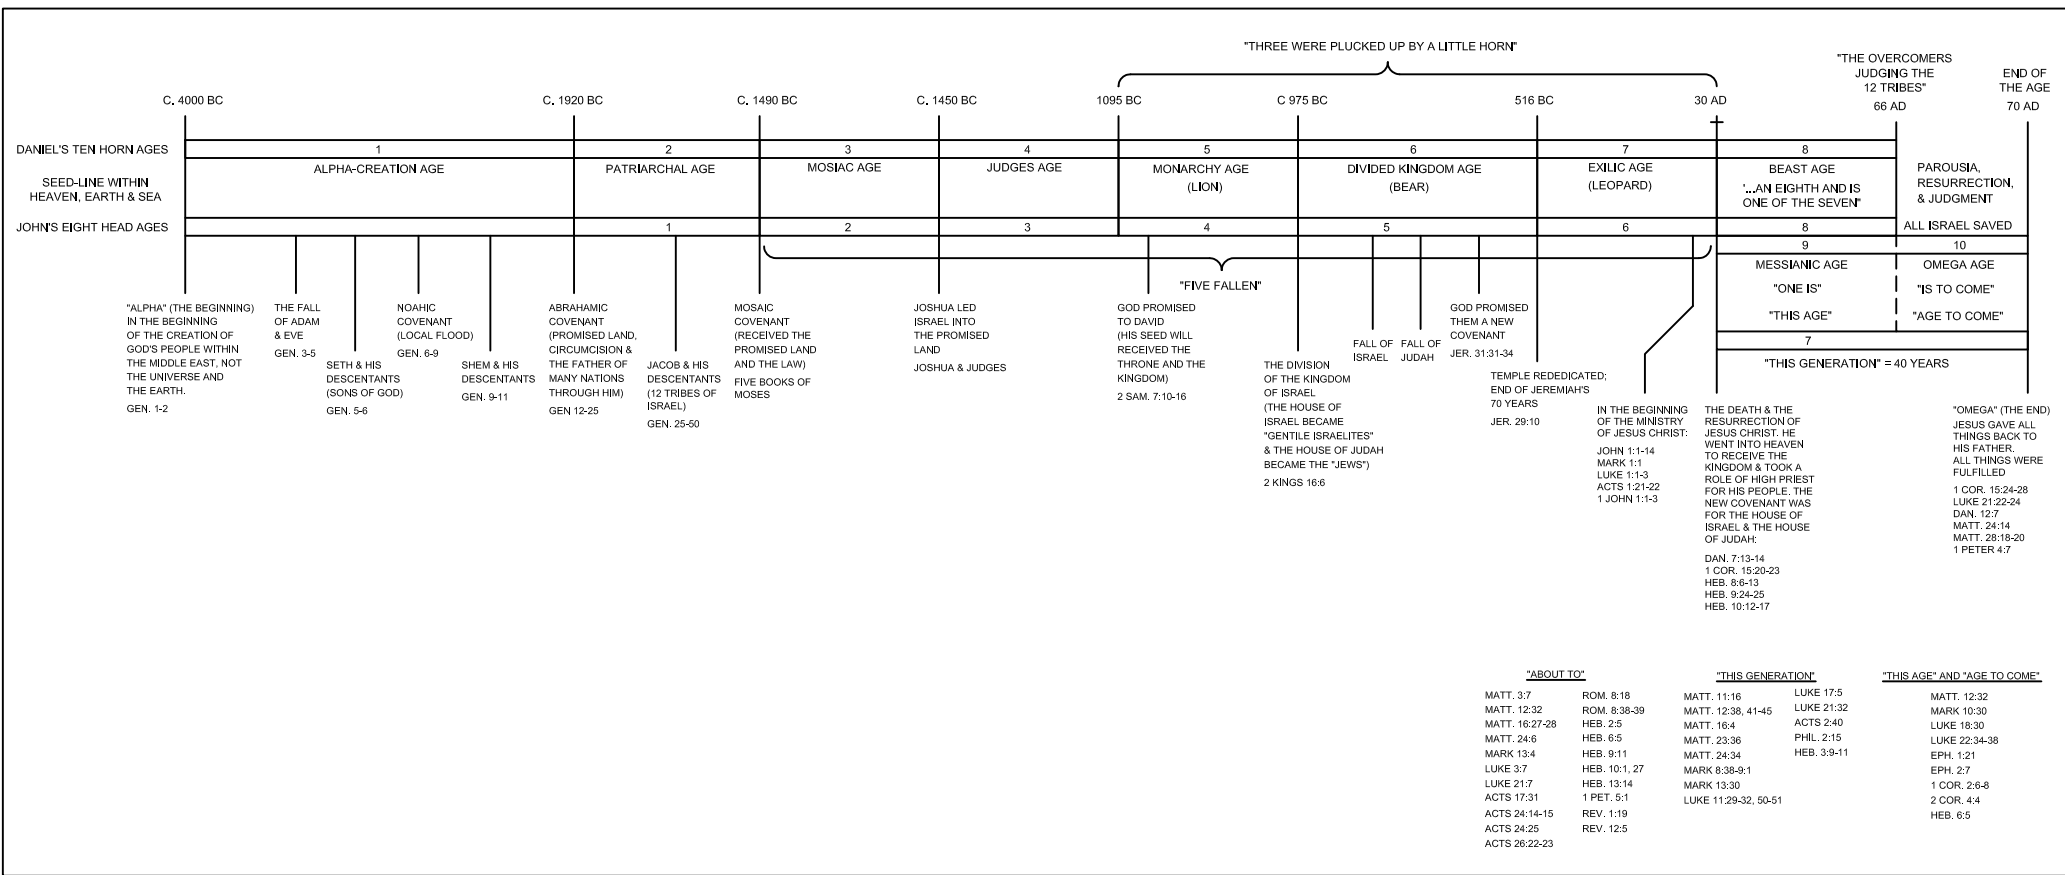 "THREE WERE PLUCKED UP BY A LITTLE HORN"
"THE OVERCOMERS
JUDGING THE
12 TRIBES"
66 AD
END OF
THE AGE
70 AD
C. 4000 BC
C. 1920 BC
C. 1490 BC
C. 1450 BC
1095 BC
C 975 BC
516 BC
30 AD
DANIEL'S TEN HORN AGES
1
2
3
4
5
6
7
8
SEED-LINE WITHIN
HEAVEN, EARTH & SEA
ALPHA-CREATION AGE
PATRIARCHAL AGE
MOSIAC AGE
JUDGES AGE
MONARCHY AGE
(LION)
DIVIDED KINGDOM AGE
(BEAR)
EXILIC AGE
(LEOPARD)
BEAST AGE
'...AN EIGHTH AND IS
ONE OF THE SEVEN"
PAROUSIA,
RESURRECTION,
& JUDGMENT
JOHN'S EIGHT HEAD AGES
1
2
3
4
5
6
8
ALL ISRAEL SAVED
9
10
MESSIANIC AGE
OMEGA AGE
"ONE IS"
"IS TO COME"
"THIS AGE"
"AGE TO COME"
7
"THIS GENERATION" = 40 YEARS
"FIVE FALLEN"
"ALPHA" (THE BEGINNING)
IN THE BEGINNING
OF THE CREATION OF
GOD'S PEOPLE WITHIN
THE MIDDLE EAST, NOT
THE UNIVERSE AND
THE EARTH.
GEN. 1-2
THE FALL
OF ADAM
& EVE
GEN. 3-5
SETH & HIS
DESCENTANTS
(SONS OF GOD)
GEN. 5-6
NOAHIC
COVENANT
(LOCAL FLOOD)
GEN. 6-9
SHEM & HIS
DESCENTANTS
GEN. 9-11
ABRAHAMIC
COVENANT
(PROMISED LAND,
CIRCUMCISION &
THE FATHER OF
MANY NATIONS
THROUGH HIM)
GEN 12-25
JACOB & HIS
DESCENTANTS
(12 TRIBES OF
ISRAEL)
GEN. 25-50
MOSAIC
COVENANT
(RECEIVED THE
PROMISED LAND
AND THE LAW)
FIVE BOOKS OF
MOSES
JOSHUA LED
ISRAEL INTO
THE PROMISED
LAND
JOSHUA & JUDGES
GOD PROMISED
TO DAVID
(HIS SEED WILL
RECEIVED THE
THRONE AND THE
KINGDOM)
2 SAM. 7:10-16
THE DIVISION
OF THE KINGDOM
OF ISRAEL
(THE HOUSE OF
ISRAEL BECAME
"GENTILE ISRAELITES"
& THE HOUSE OF JUDAH
BECAME THE "JEWS")
2 KINGS 16:6
FALL OF
ISRAEL
FALL OF
JUDAH
GOD PROMISED
THEM A NEW
COVENANT
JER. 31:31-34
TEMPLE REDEDICATED;
END OF JEREMIAH'S
70 YEARS
JER. 29:10
IN THE BEGINNING
OF THE MINISTRY
OF JESUS CHRIST:
JOHN 1:1-14
MARK 1:1
LUKE 1:1-3
ACTS 1:21-22
1 JOHN 1:1-3
THE DEATH & THE
RESURRECTION OF
JESUS CHRIST. HE
WENT INTO HEAVEN
TO RECEIVE THE
KINGDOM & TOOK A
ROLE OF HIGH PRIEST
FOR HIS PEOPLE. THE
NEW COVENANT WAS
FOR THE HOUSE OF
ISRAEL & THE HOUSE
OF JUDAH:
DAN. 7:13-14
1 COR. 15:20-23
HEB. 8:6-13
HEB. 9:24-25
HEB. 10:12-17
"OMEGA" (THE END)
JESUS GAVE ALL
THINGS BACK TO
HIS FATHER.
ALL THINGS WERE
FULFILLED
1 COR. 15:24-28
LUKE 21:22-24
DAN. 12:7
MATT. 24:14
MATT. 28:18-20
1 PETER 4:7
"ABOUT TO"
MATT. 3:7
MATT. 12:32
MATT. 16:27-28
MATT. 24:6
MARK 13:4
LUKE 3:7
LUKE 21:7
ACTS 17:31
ACTS 24:14-15
ACTS 24:25
ACTS 26:22-23
ROM. 8:18
ROM. 8:38-39
HEB. 2:5
HEB. 6:5
HEB. 9:11
HEB. 10:1, 27
HEB. 13:14
1 PET. 5:1
REV. 1:19
REV. 12:5
"THIS GENERATION"
MATT. 11:16
MATT. 12:38, 41-45
MATT. 16:4
MATT. 23:36
MATT. 24:34
MARK 8:38-9:1
MARK 13:30
LUKE 11:29-32, 50-51
LUKE 17:5
LUKE 21:32
ACTS 2:40
PHIL. 2:15
HEB. 3:9-11
"THIS AGE" AND "AGE TO COME"
MATT. 12:32
MARK 10:30
LUKE 18:30
LUKE 22:34-38
EPH. 1:21
EPH. 2:7
1 COR. 2:6-8
2 COR. 4:4
HEB. 6:5